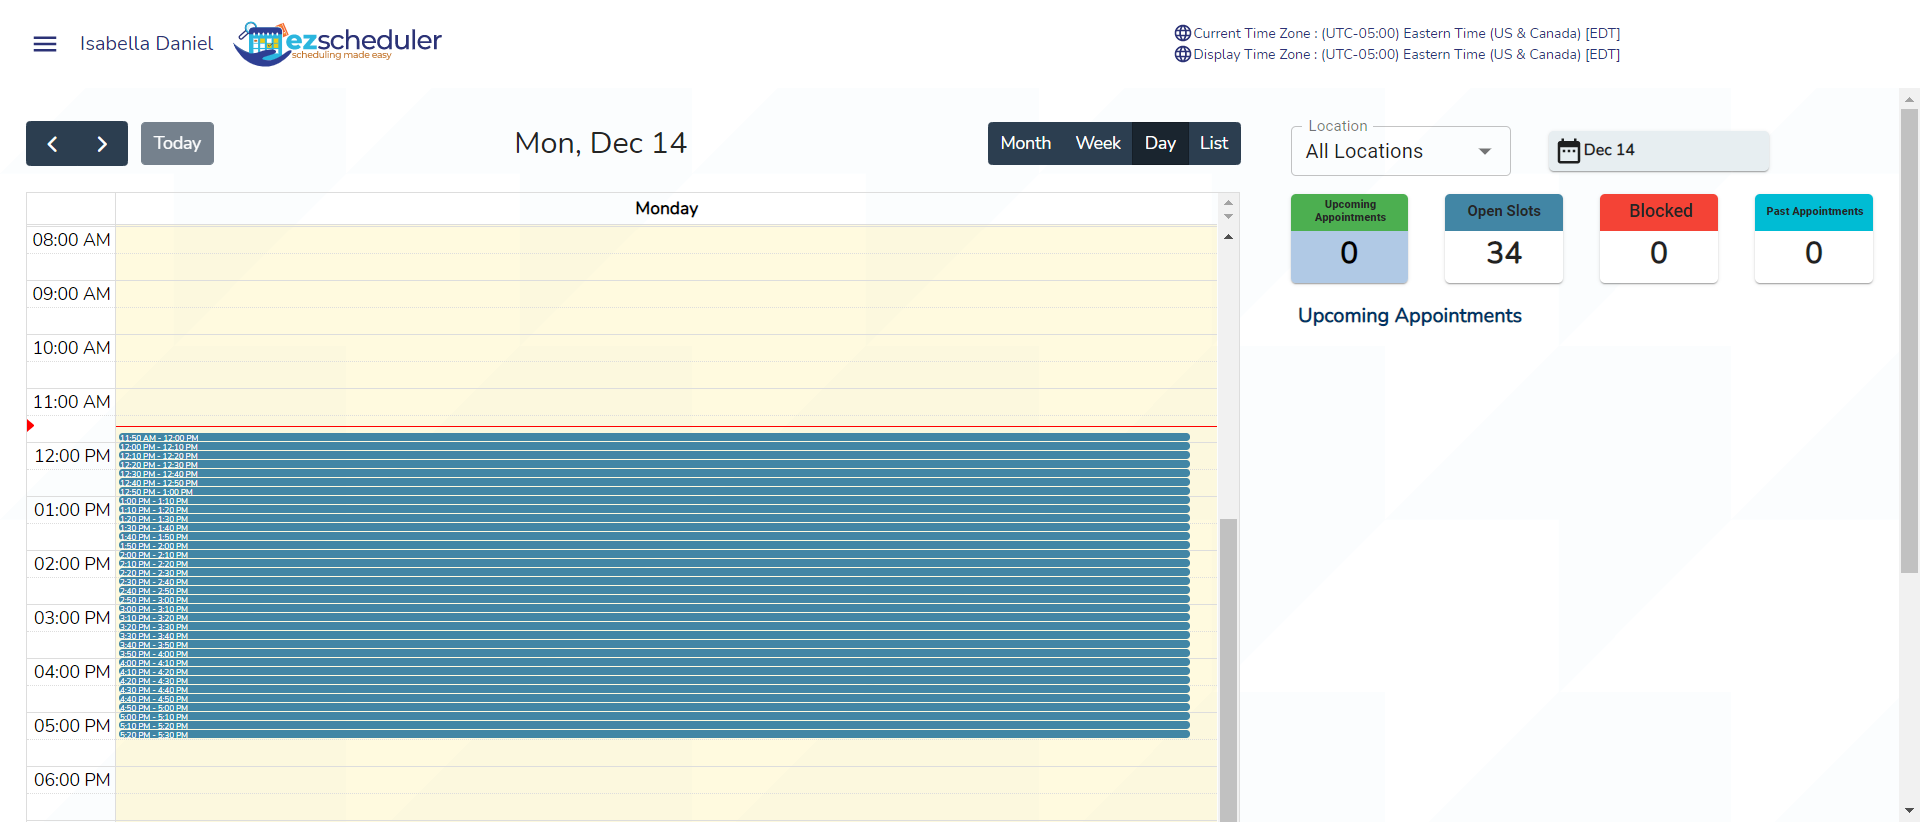 Isabella Daniel
ezscheduler
scheduling made easy
Current Time Zone : (UTC-05:00) Eastern Time (US & Canada) [EDT]
Display Time Zone : (UTC-05:00) Eastern Time (US & Canada) [EDT]
Today
Mon, Dec 14
Month Week Day List
Location
All Locations
Dec 14
Upcoming Appointments
0
Open Slots
34
Blocked
0
Past Appointments
0
Upcoming Appointments
Monday
08:00 AM
09:00 AM
10:00 AM
11:00 AM
12:00 PM
01:00 PM
02:00 PM
03:00 PM
04:00 PM
05:00 PM
06:00 PM
11:50 AM - 12:00 PM
12:00 PM - 12:10 PM
12:10 PM - 12:20 PM
12:20 PM - 12:30 PM
12:30 PM - 12:40 PM
12:40 PM - 12:50 PM
12:50 PM - 1:00 PM
1:00 PM - 1:10 PM
1:10 PM - 1:20 PM
1:20 PM - 1:30 PM
1:30 PM - 1:40 PM
1:40 PM - 1:50 PM
1:50 PM - 2:00 PM
2:00 PM - 2:10 PM
2:10 PM - 2:20 PM
2:20 PM - 2:30 PM
2:30 PM - 2:40 PM
2:40 PM - 2:50 PM
2:50 PM - 3:00 PM
3:00 PM - 3:10 PM
3:10 PM - 3:20 PM
3:20 PM - 3:30 PM
3:30 PM - 3:40 PM
3:40 PM - 3:50 PM
3:50 PM - 4:00 PM
4:00 PM - 4:10 PM
4:10 PM - 4:20 PM
4:20 PM - 4:30 PM
4:30 PM - 4:40 PM
4:40 PM - 4:50 PM
4:50 PM - 5:00 PM
5:00 PM - 5:10 PM
5:10 PM - 5:20 PM
5:20 PM - 5:30 PM